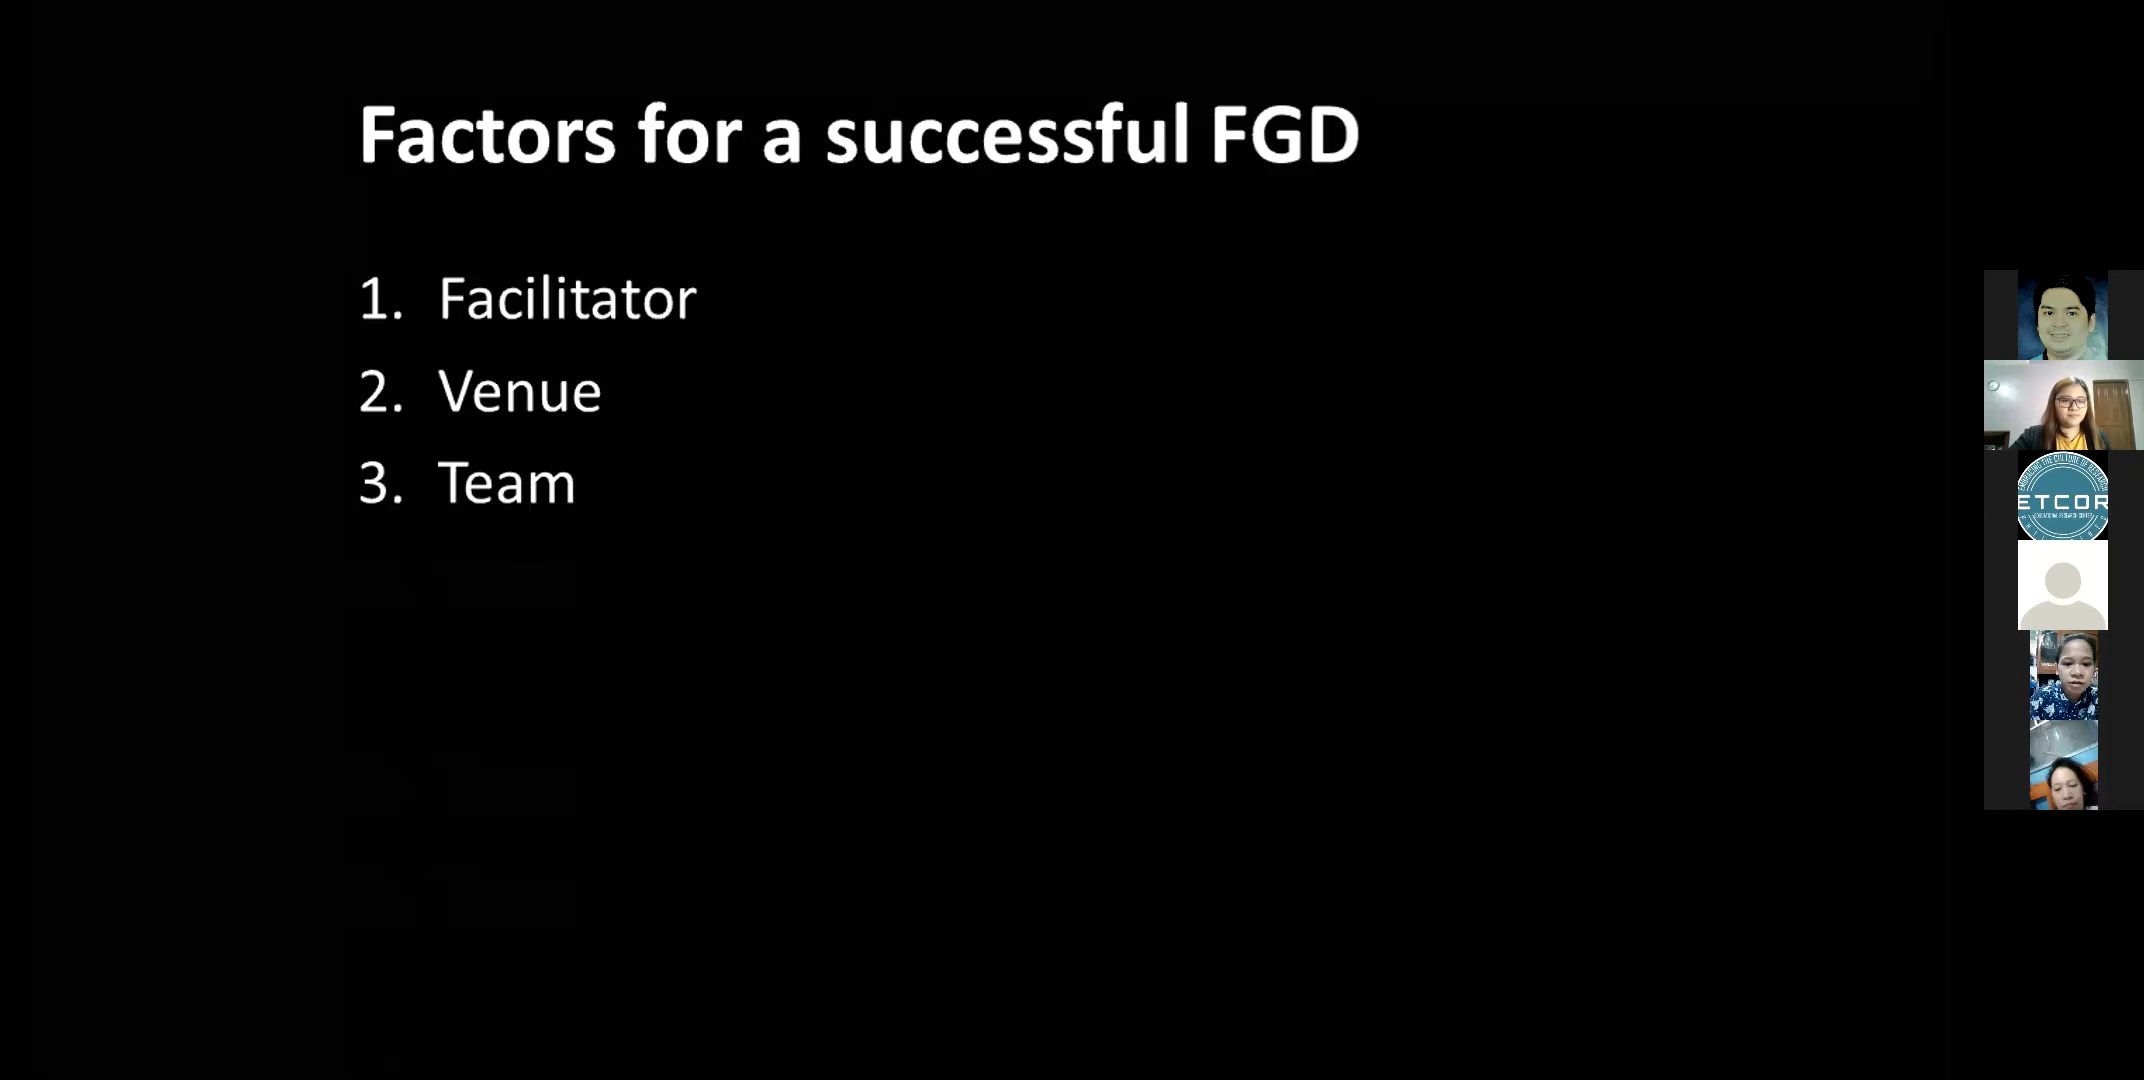 Factors for a successful FGD
1. Facilitator
2. Venue
3. Team
ETCOR